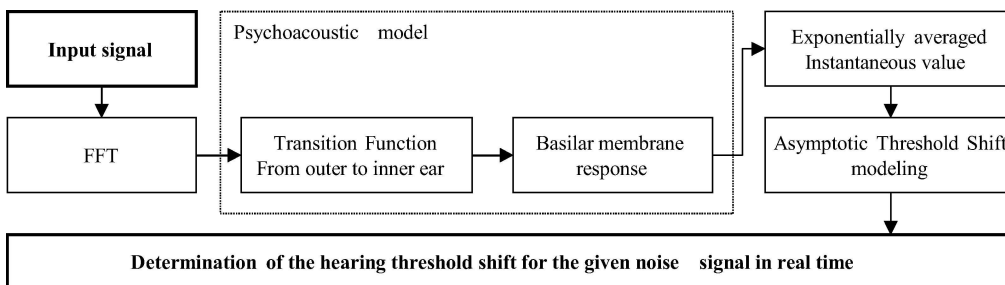 Input signal
FFT
Psychoacoustic model
Transition Function
From outer to inner ear
Basilar membrane
response
Exponentially averaged
Instantaneous value
Asymptotic Threshold Shift
modeling
Determination of the hearing threshold shift for the given noise signal in real time